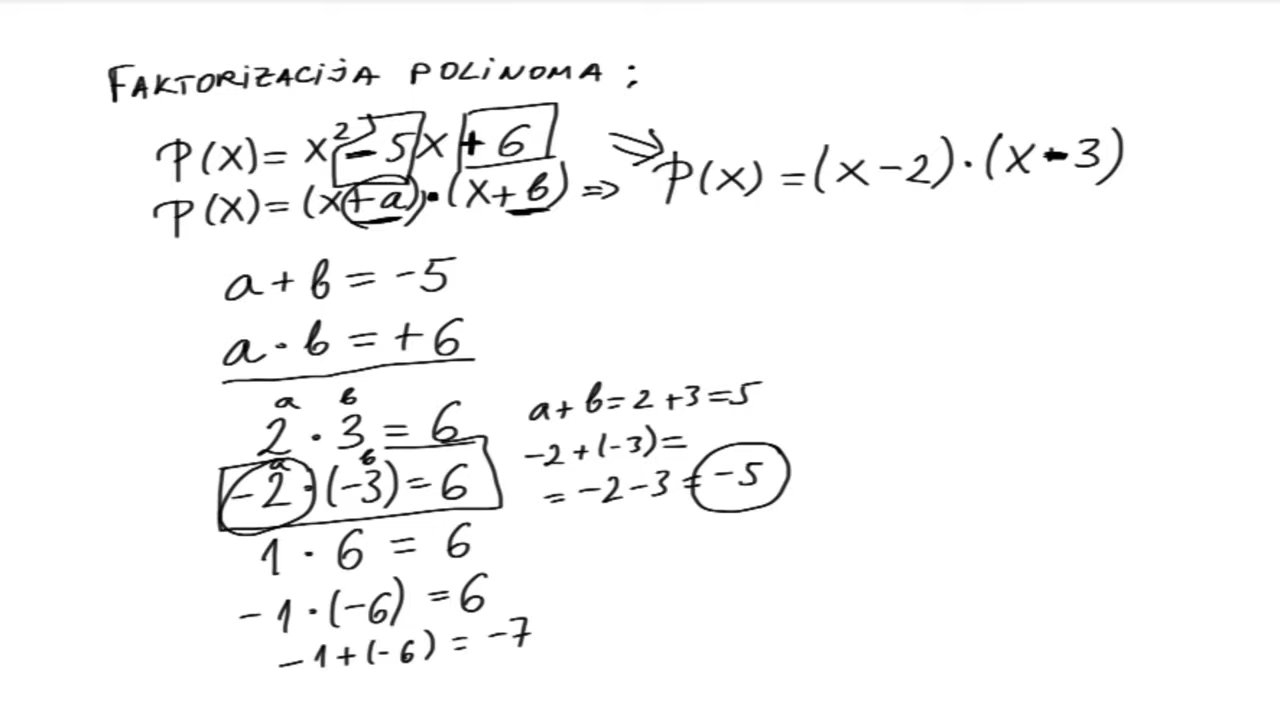 FAKTORIZACIJA POLINOMA :
P(X) = X² - 5X + 6
P(X) = (X+a)·(X+b) ⇒
⇒ P(X) = (X-2)·(X-3)
a + b = -5
a · b = +6
a b
2 · 3 = 6
a b
-2·(-3) = 6
1 · 6 = 6
-1·(-6) = 6
-1+(-6) = -7
a+b=2+3=5
-2+(-3)=
= -2-3 = -5